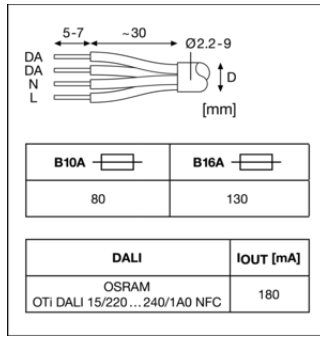 5-7 ~30
Ø2.2-9
DA
DA
N
L
D
[mm]
B10A B16A
80 130
DALI IOUT [mA]
OSRAM
OTi DALI 15/220...240/1A0 NFC
180